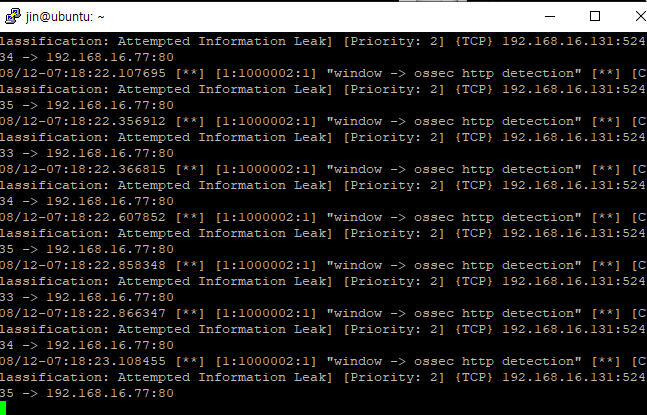 jin@ubuntu: ~
lassification: Attempted Information Leak] [Priority: 2] {TCP} 192.168.16.131:524
34 -> 192.168.16.77:80
08/12-07:18:22.107695 [**] [1:1000002:1] "window -> ossec http detection" [**] [C
lassification: Attempted Information Leak] [Priority: 2] {TCP} 192.168.16.131:524
35 -> 192.168.16.77:80
08/12-07:18:22.356912 [**] [1:1000002:1] "window -> ossec http detection" [**] [C
lassification: Attempted Information Leak] [Priority: 2] {TCP} 192.168.16.131:524
33 -> 192.168.16.77:80
08/12-07:18:22.366815 [**] [1:1000002:1] "window -> ossec http detection" [**] [C
lassification: Attempted Information Leak] [Priority: 2] {TCP} 192.168.16.131:524
34 -> 192.168.16.77:80
08/12-07:18:22.607852 [**] [1:1000002:1] "window -> ossec http detection" [**] [C
lassification: Attempted Information Leak] [Priority: 2] {TCP} 192.168.16.131:524
35 -> 192.168.16.77:80
08/12-07:18:22.858348 [**] [1:1000002:1] "window -> ossec http detection" [**] [C
lassification: Attempted Information Leak] [Priority: 2] {TCP} 192.168.16.131:524
33 -> 192.168.16.77:80
08/12-07:18:22.866347 [**] [1:1000002:1] "window -> ossec http detection" [**] [C
lassification: Attempted Information Leak] [Priority: 2] {TCP} 192.168.16.131:524
34 -> 192.168.16.77:80
08/12-07:18:23.108455 [**] [1:1000002:1] "window -> ossec http detection" [**] [C
lassification: Attempted Information Leak] [Priority: 2] {TCP} 192.168.16.131:524
35 -> 192.168.16.77:80